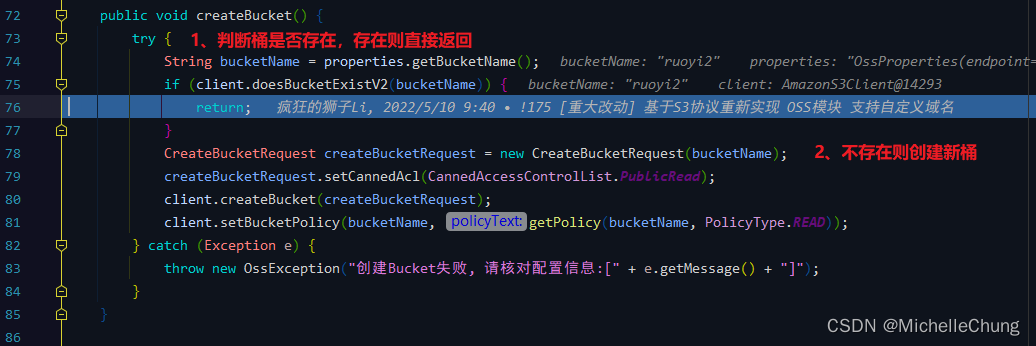 72 public void createBucket() {
73 try { 1、判断桶是否存在，存在则直接返回
74 String bucketName = properties.getBucketName(); bucketName: "ruoyi2" properties: "OssProperties(endpoint=
75 if (client.doesBucketExistV2(bucketName)) { bucketName: "ruoyi2" client: AmazonS3Client@14293
76 return; 疯狂的狮子Li, 2022/5/10 9:40 • !175 [重大改动] 基于S3协议重新实现 OSS模块 支持自定义域名
77 }
78 CreateBucketRequest createBucketRequest = new CreateBucketRequest(bucketName); 2、不存在则创建新桶
79 createBucketRequest.setCannedAcl(CannedAccessControlList.PublicRead);
80 client.createBucket(createBucketRequest);
81 client.setBucketPolicy(bucketName, policyText: getPolicy(bucketName, PolicyType.READ));
82 } catch (Exception e) {
83 throw new OssException("创建Bucket失败, 请核对配置信息:[" + e.getMessage() + "]");
84 }
85 }
86
CSDN @MichelleChung